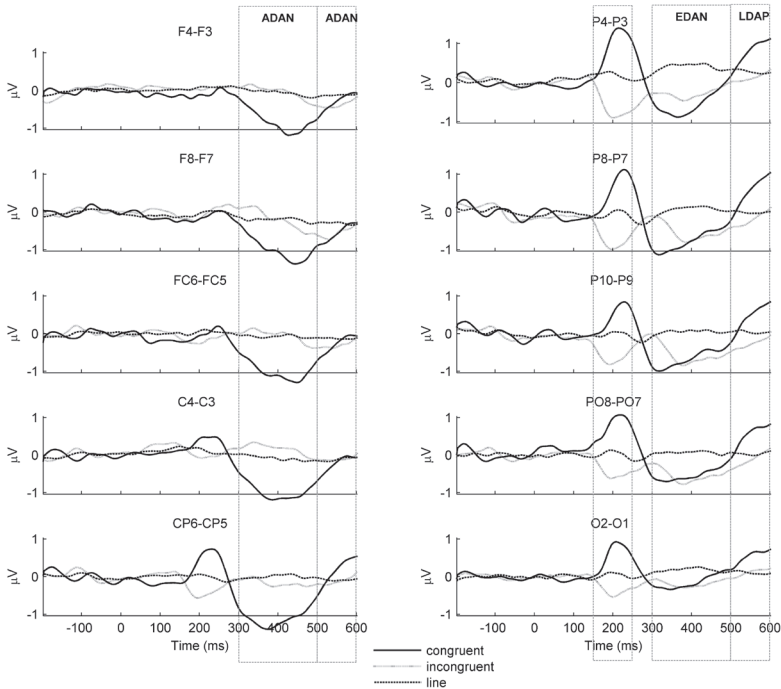 ADAN ADAN
F4-F3
1
0
-1
μV
F8-F7
1
0
-1
μV
FC6-FC5
1
0
-1
μV
C4-C3
1
0
-1
μV
CP6-CP5
1
0
-1
μV
-100 0 100 200 300 400 500 600
Time (ms)
EDAN LDAP
P4-P3
1
0
-1
μV
P8-P7
1
0
-1
μV
P10-P9
1
0
-1
μV
PO8-PO7
1
0
-1
μV
O2-O1
1
0
-1
μV
-100 0 100 200 300 400 500 600
Time (ms)
congruent
incongruent
line